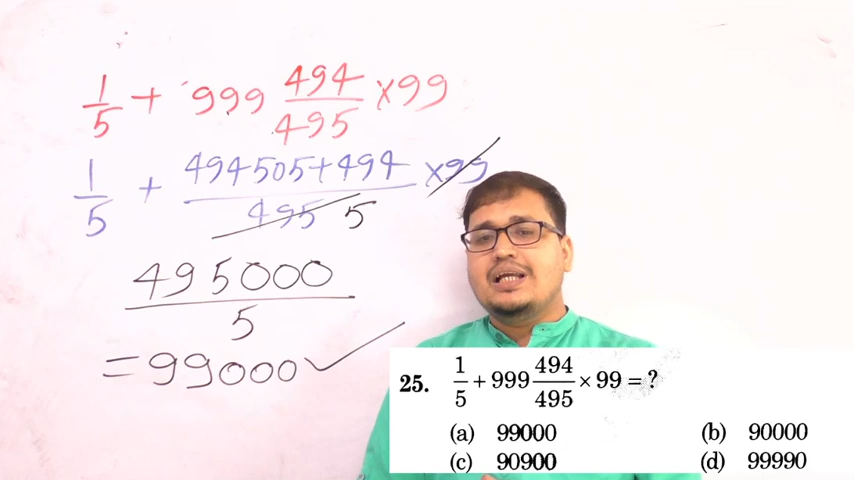 1/5 + 999 494/495 ×99
1/5 + 494505+494/495 5 ×99
495000/5
=99000 ✓
25. 1/5 + 999 494/495 × 99 = ?
(a) 99000 (b) 90000
(c) 90900 (d) 99990